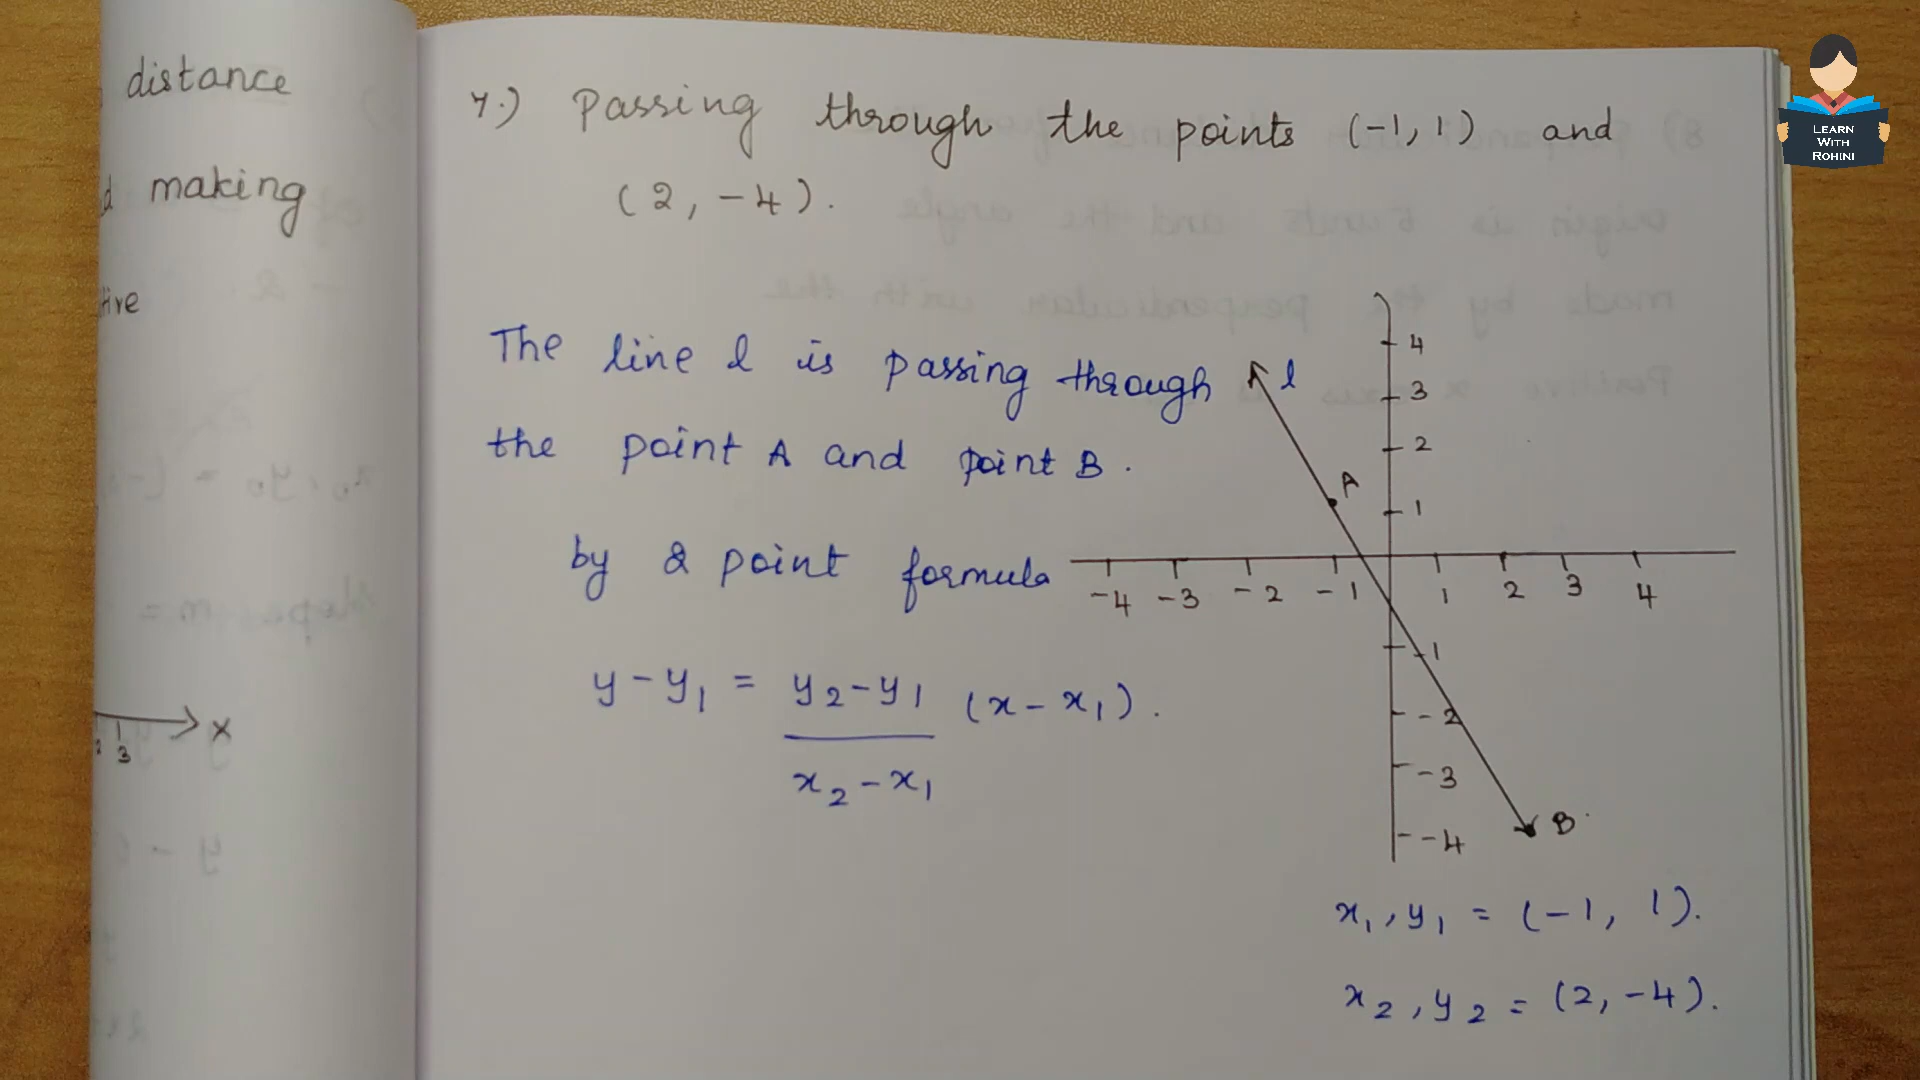 distance
making
tive
x
2 3
7.) Passing through the points (-1, 1) and
(2, -4).
The line l is passing through
the point A and point B.
by 2 point formula
y - y1 = y2 - y1 (x - x1).
x2 - x1
l
A
B
4
3
2
1
-4 -3 -2 -1 1 2 3 4
-1
-2
-3
-4
x1, y1 = (-1, 1).
x2, y2 = (2, -4).
LEARN
WITH
ROHINI